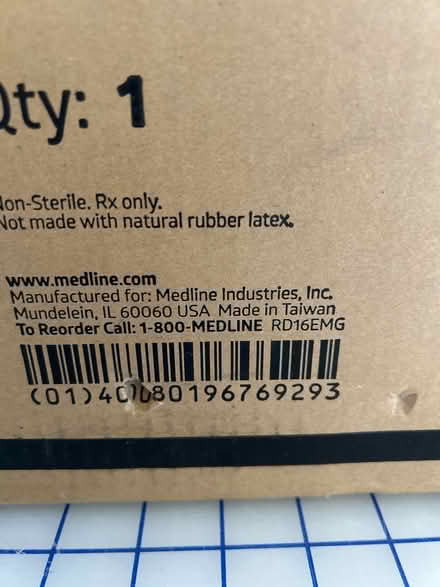 Qty: 1
Non-Sterile. Rx only.
Not made with natural rubber latex.
www.medline.com
Manufactured for: Medline Industries, Inc.
Mundelein, IL 60060 USA Made in Taiwan
To Reorder Call: 1-800-MEDLINE RD16EMG
(01)40080196769293